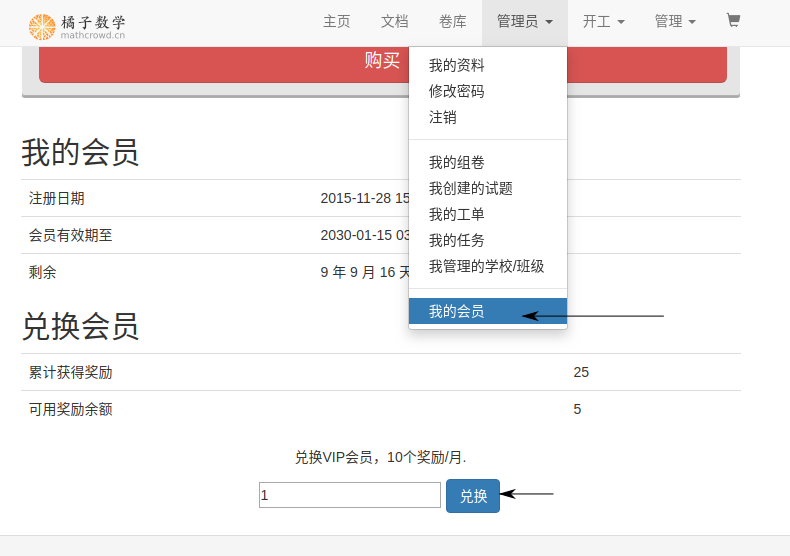 橘子数学
mathcrowd.cn
主页 文档 卷库 管理员 开工 管理
购买
我的资料
修改密码
注销
我的组卷
我创建的试题
我的工单
我的任务
我管理的学校/班级
我的会员
我的会员
注册日期 2015-11-28 15
会员有效期至 2030-01-15 03
剩余 9 年 9 月 16 天
兑换会员
累计获得奖励 25
可用奖励余额 5
兑换VIP会员，10个奖励/月.
1 兑换